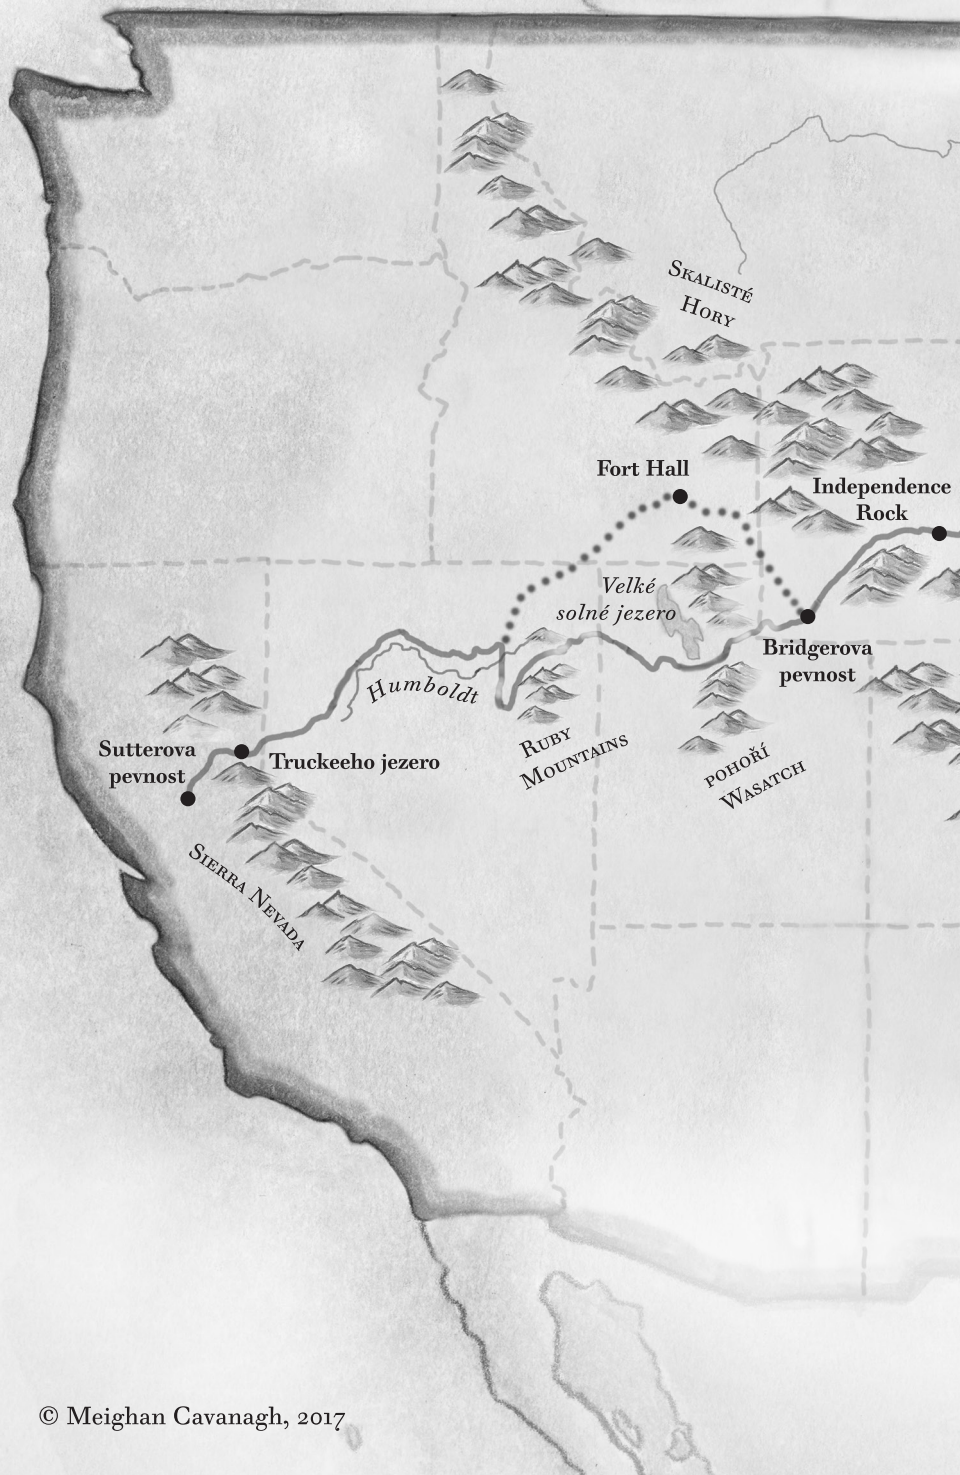 Skalisté
Hory
Fort Hall
Independence
Rock
Velké
solné jezero
Bridgerova
pevnost
Humboldt
Ruby
Mountains
pohoří
Wasatch
Sutterova
pevnost
Truckeeho jezero
Sierra Nevada
© Meighan Cavanagh, 2017